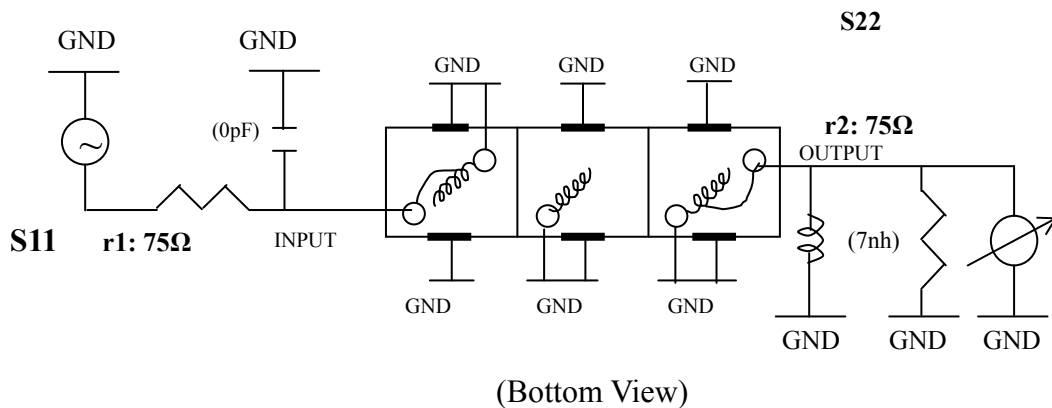 S22
GND
GND
GND
GND
GND
(0pF)
r2: 75Ω
OUTPUT
S11
r1: 75Ω
INPUT
(7nh)
GND
GND
GND
GND
GND
GND
(Bottom View)